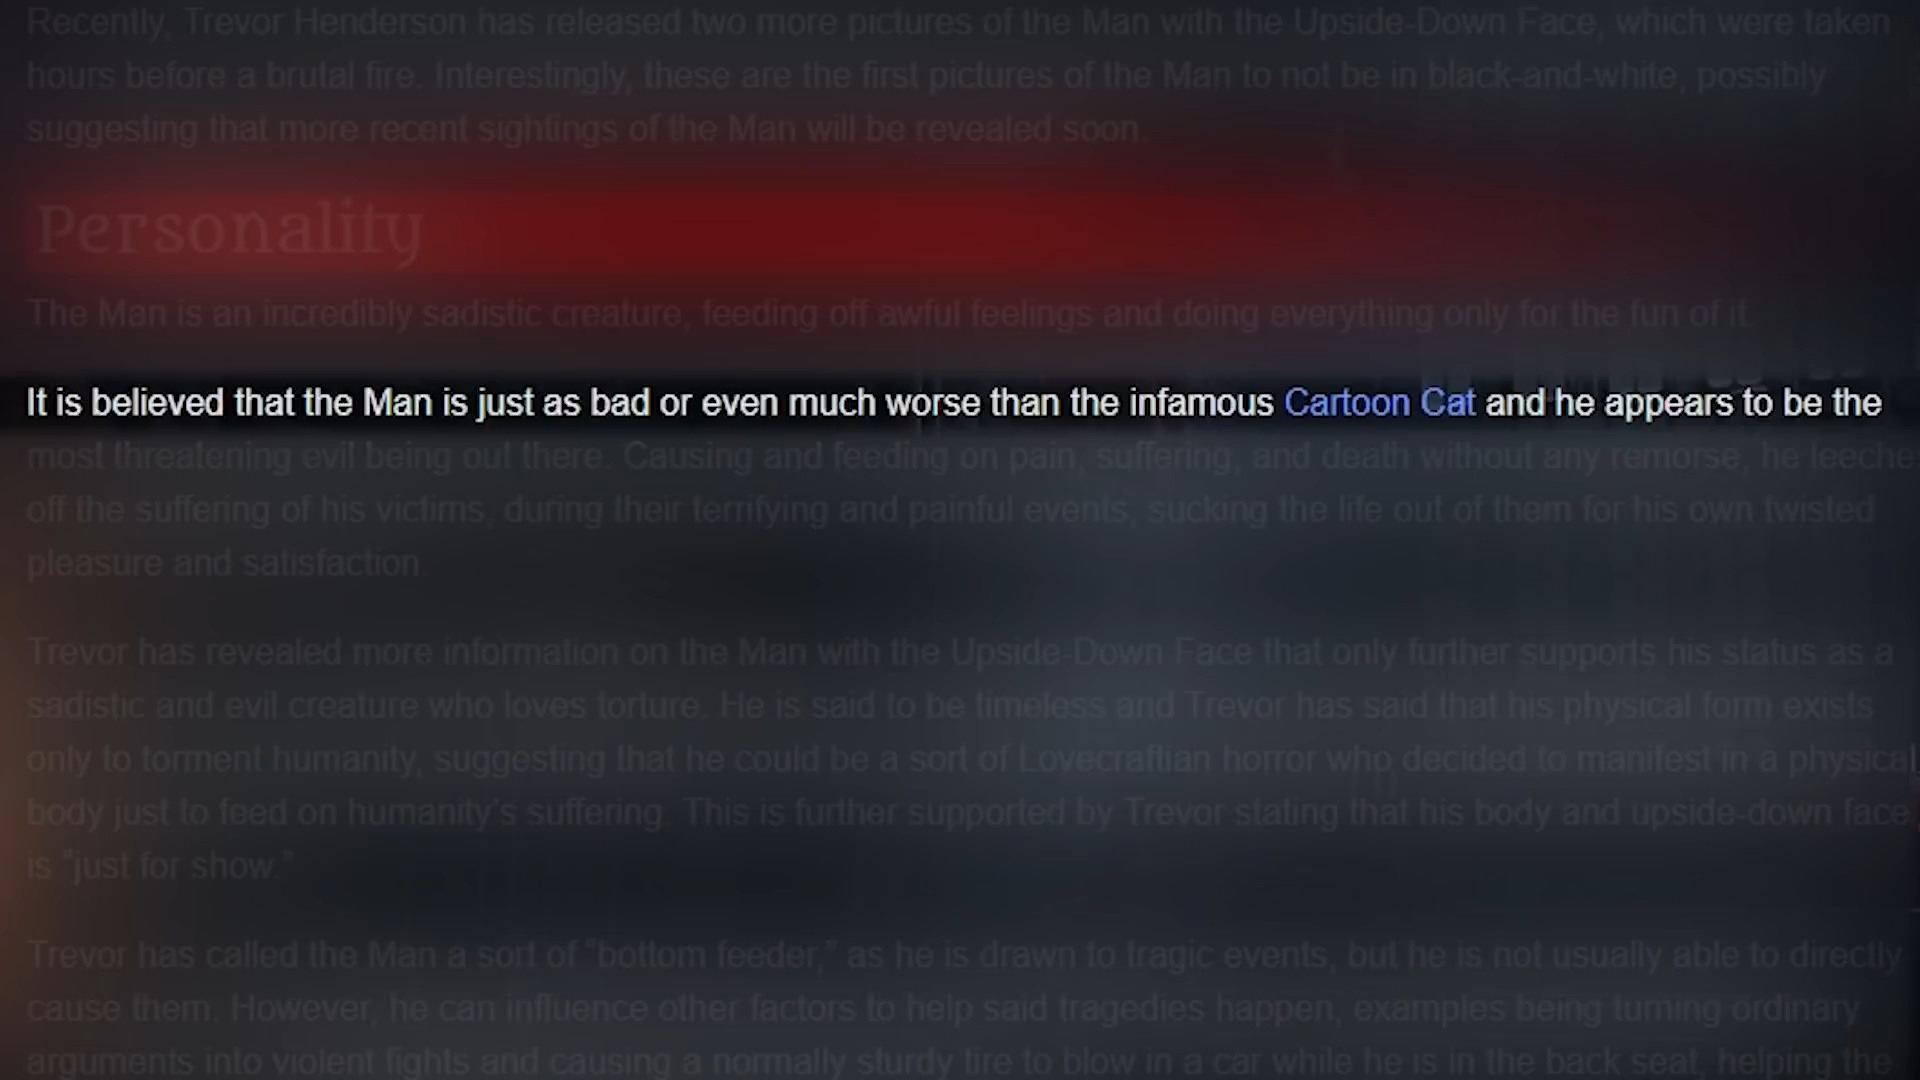 Recently, Trevor Henderson has released two more pictures of the Man with the Upside-Down Face, which were taken
hours before a brutal fire. Interestingly, these are the first pictures of the Man to not be in black-and-white, possibly
suggesting that more recent sightings of the Man will be revealed soon.
Personality
The Man is an incredibly sadistic creature, feeding off awful feelings and doing everything only for the fun of it.
It is believed that the Man is just as bad or even much worse than the infamous Cartoon Cat and he appears to be the
most threatening evil being out there. Causing and feeding on pain, suffering, and death without any remorse, he leeche
off the suffering of his victims, during their terrifying and painful events, sucking the life out of them for his own twisted
pleasure and satisfaction.
Trevor has revealed more information on the Man with the Upside-Down Face that only further supports his status as a
sadistic and evil creature who loves torture. He is said to be timeless and Trevor has said that his physical form exists
only to torment humanity, suggesting that he could be a sort of Lovecraftian horror who decided to manifest in a physical
body just to feed on humanity's suffering. This is further supported by Trevor stating that his body and upside-down face
is "just for show."
Trevor has called the Man a sort of "bottom feeder," as he is drawn to tragic events, but he is not usually able to directly
cause them. However, he can influence other factors to help said tragedies happen, examples being turning ordinary
arguments into violent fights and causing a normally sturdy tire to blow in a car while he is in the back seat, helping the